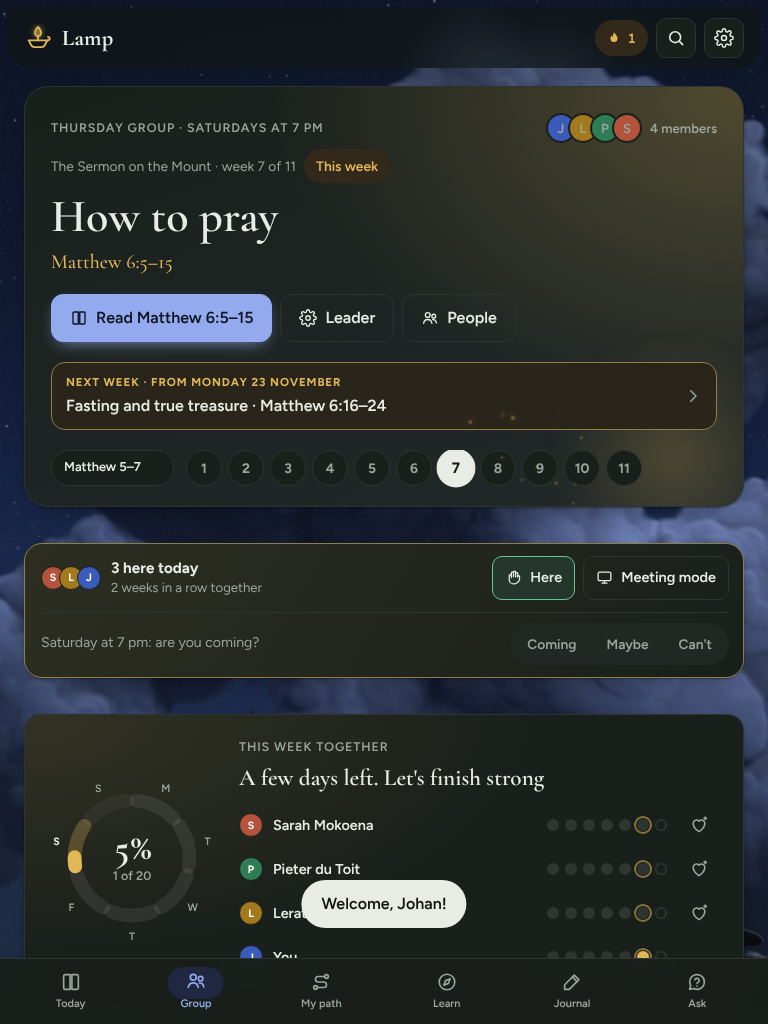 Lamp
1
THURSDAY GROUP · SATURDAYS AT 7 PM
J L P S 4 members
The Sermon on the Mount · week 7 of 11 This week
How to pray
Matthew 6:5–15
Read Matthew 6:5–15 Leader People
NEXT WEEK · FROM MONDAY 23 NOVEMBER
Fasting and true treasure · Matthew 6:16–24
Matthew 5–7 1 2 3 4 5 6 7 8 9 10 11
S L J 3 here today
2 weeks in a row together
Here Meeting mode
Saturday at 7 pm: are you coming? Coming Maybe Can't
THIS WEEK TOGETHER
A few days left. Let's finish strong
S M
S T
5%
1 of 20
F W
T
S Sarah Mokoena
P Pieter du Toit
L
Welcome, Johan!
You
Today Group My path Learn Journal Ask